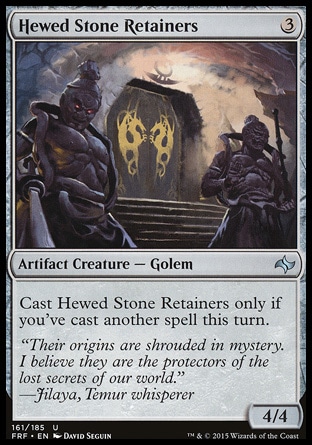 Hewed Stone Retainers 3
Artifact Creature — Golem
Cast Hewed Stone Retainers only if
you've cast another spell this turn.
"Their origins are shrouded in mystery.
I believe they are the protectors of the
lost secrets of our world."
—Jilaya, Temur whisperer
4/4
161/185 U
FRF • EN David Seguin
™ & © 2015 Wizards of the Coast